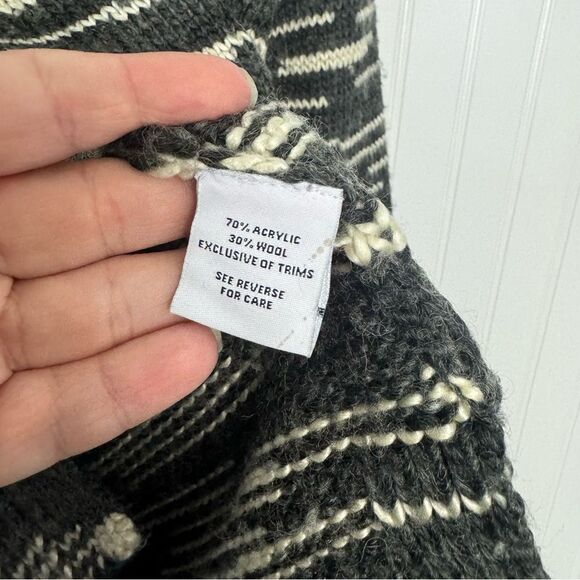 70% ACRYLIC
30% WOOL
EXCLUSIVE OF TRIMS
SEE REVERSE
FOR CARE